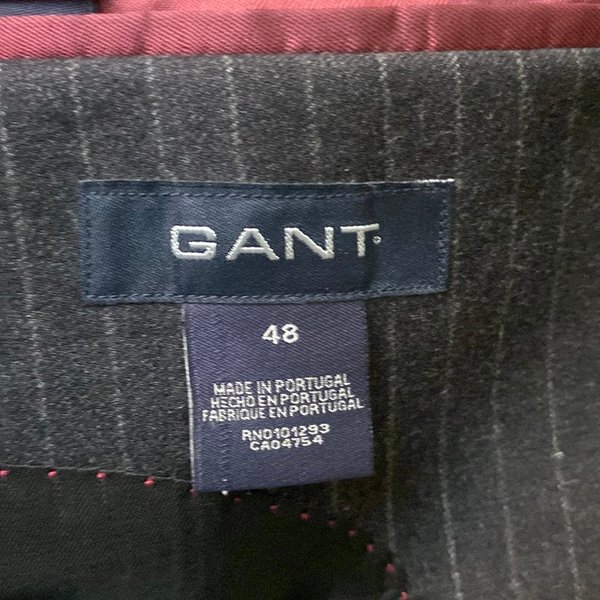 GANT
48
MADE IN PORTUGAL
HECHO EN PORTUGAL
FABRIQUE EN PORTUGAL
RN0101293
CA04754